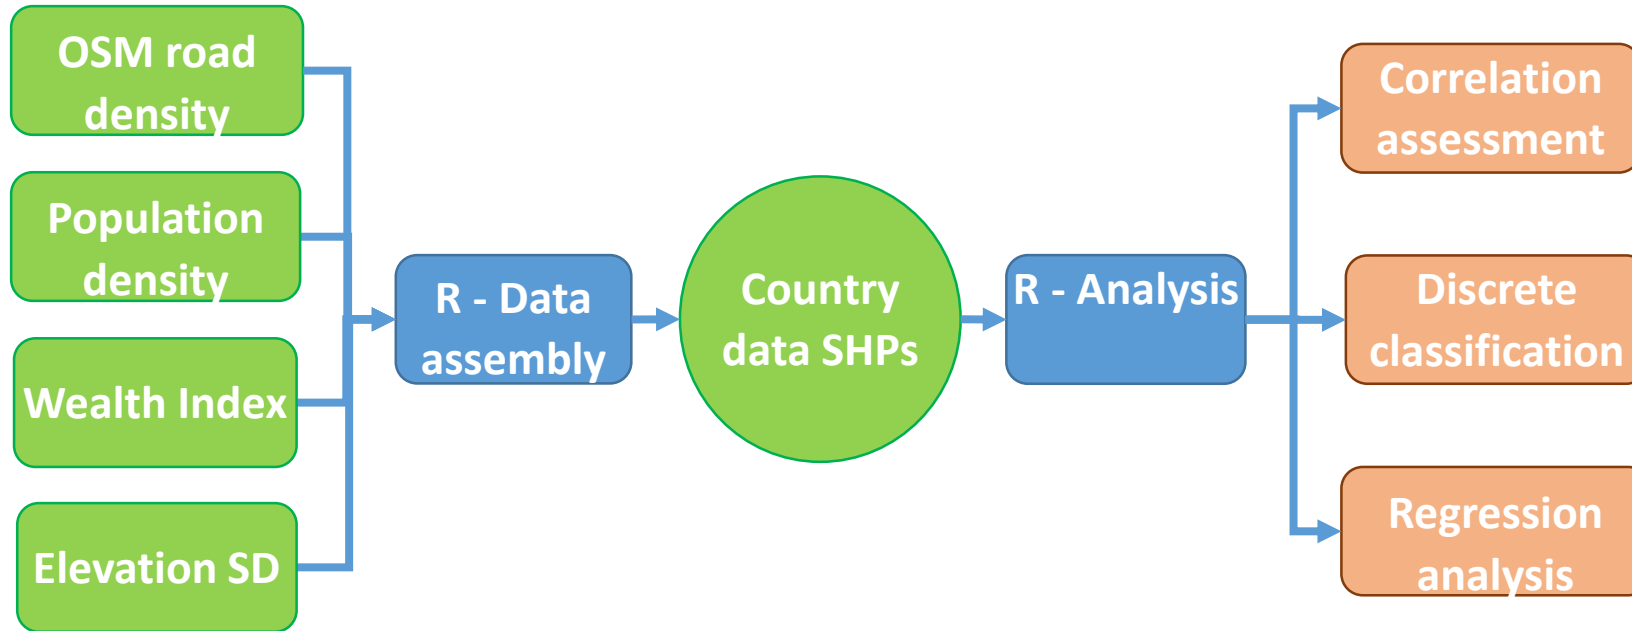 OSM road
density
Population
density
Wealth Index
Elevation SD
R - Data
assembly
Country
data SHPs
R - Analysis
Correlation
assessment
Discrete
classification
Regression
analysis